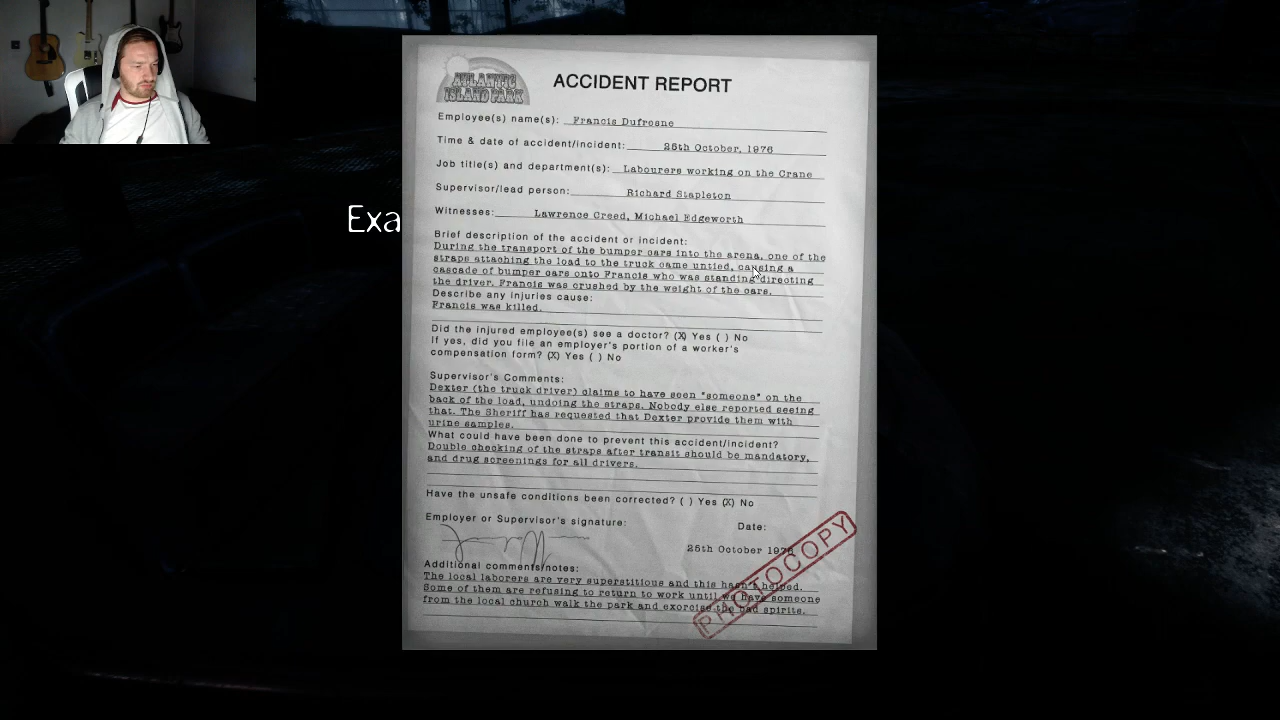 ATLANTIC
ISLAND PARK
ACCIDENT REPORT
Employee(s) name(s): Francis Dufrosne
Time & date of accident/incident: 25th October, 1976
Job title(s) and department(s): Labourers working on the Crane
Supervisor/lead person: Richard Stapleton
Witnesses: Lawrence Creed, Michael Edgeworth
Exa
Brief description of the accident or incident:
During the transport of the bumper cars into the arena, one of the
straps attaching the load to the truck came untied, causing a
cascade of bumper cars onto Francis who was standing directing
the driver. Francis was crushed by the weight of the cars.
Describe any injuries cause:
Francis was killed.
Did the injured employee(s) see a doctor? (X) Yes ( ) No
If yes, did you file an employer's portion of a worker's
compensation form? (X) Yes ( ) No
Supervisor's Comments:
Dexter (the truck driver) claims to have seen "someone" on the
back of the load, undoing the straps. Nobody else reported seeing
that. The Sheriff has requested that Dexter provide them with
urine samples.
What could have been done to prevent this accident/incident?
Double checking of the straps after transit should be mandatory,
and drug screenings for all drivers.
Have the unsafe conditions been corrected? ( ) Yes (X) No
Employer or Supervisor's signature:
Date:
25th October 1976
Additional comments/notes:
The local laborers are very superstitious and this hasn't helped.
Some of them are refusing to return to work until we have someone
from the local church walk the park and exorcise the bad spirits.
PHOTOCOPY